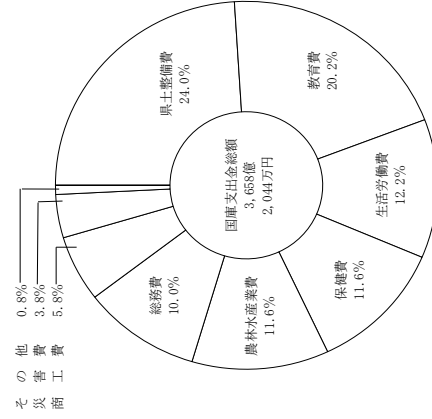 その他 0.8%
災害費 3.8%
商工費 5.8%
県土整備費
24.0%
教育費
20.2%
生活労働費
12.2%
保健費
11.6%
農林水産業費
11.6%
総務費
10.0%
国庫支出金総額
3,658億
2,044万円